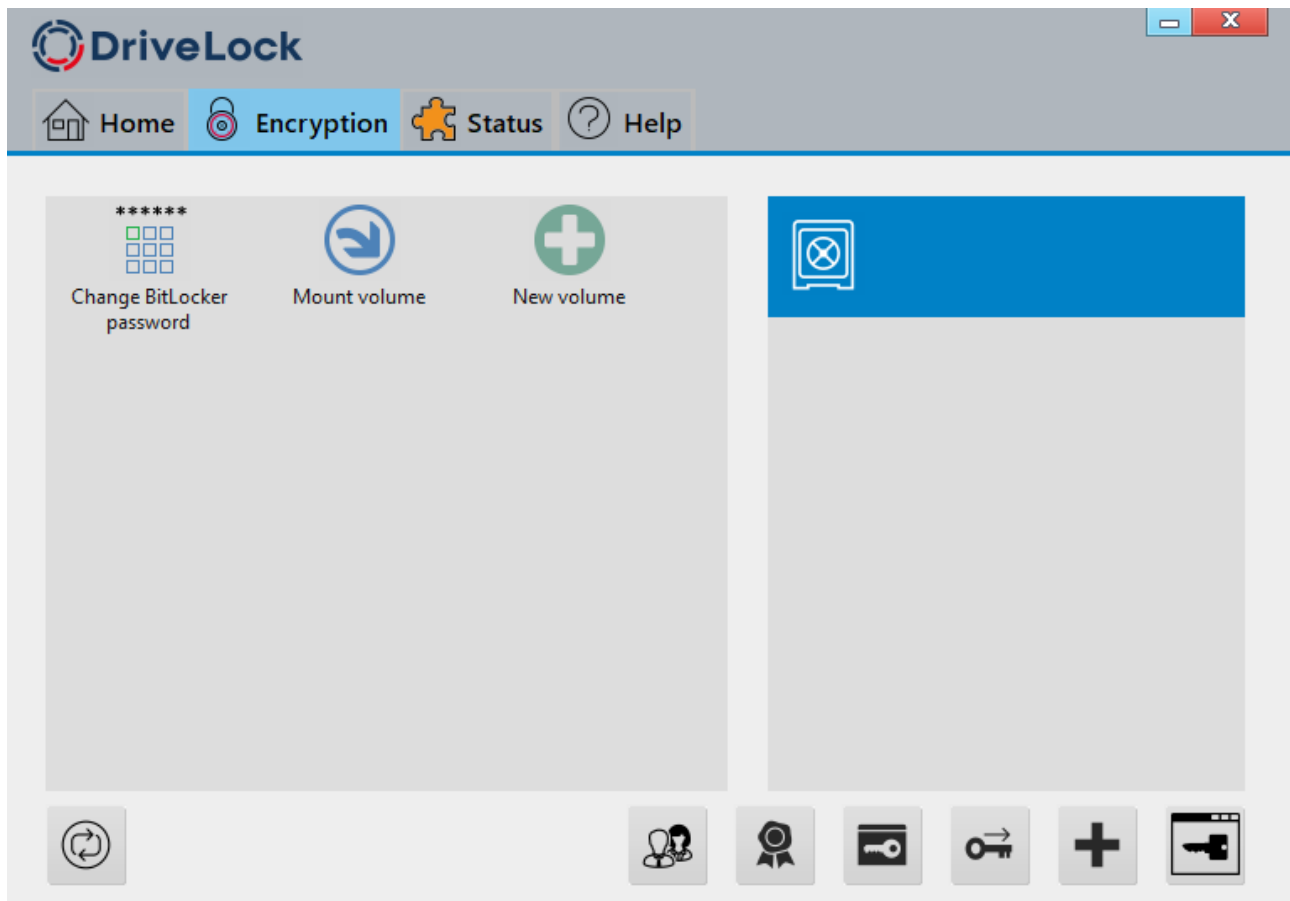 DriveLock
X
Home Encryption Status Help
******
Change BitLocker
password
Mount volume
New volume